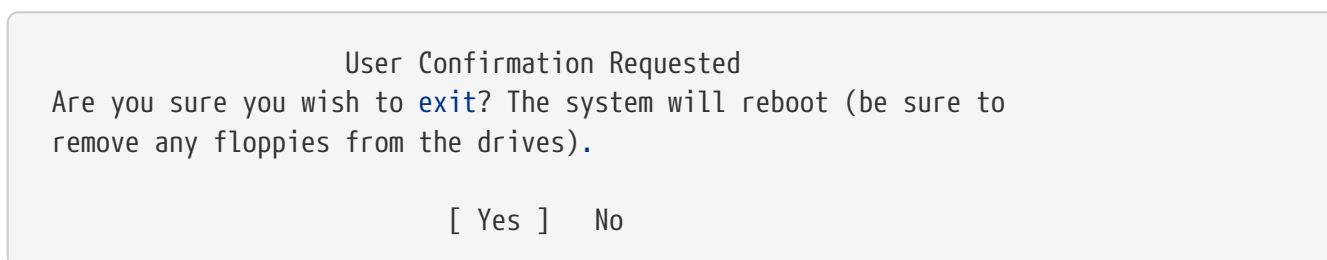 User Confirmation Requested
Are you sure you wish to exit? The system will reboot (be sure to
remove any floppies from the drives).
[ Yes ] No